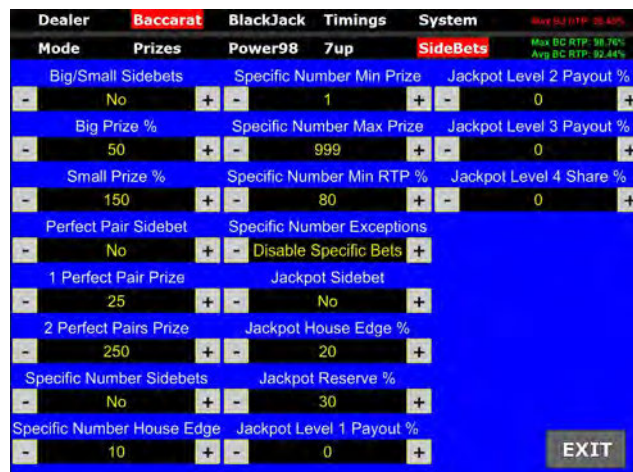 Dealer Baccarat BlackJack Timings System
Mode Prizes Power98 7up SideBets
Max BC RTP: 98.76%
Avg BC RTP: 92.44%
Big/Small Sidebets Specific Number Min Prize Jackpot Level 2 Payout %
- No + - 1 + - 0 +
Big Prize % Specific Number Max Prize Jackpot Level 3 Payout %
- 50 + - 999 + - 0 +
Small Prize % Specific Number Min RTP % Jackpot Level 4 Share %
- 150 + - 80 + - 0 +
Perfect Pair Sidebet Specific Number Exceptions
- No + - Disable Specific Bets +
1 Perfect Pair Prize Jackpot Sidebet
- 25 + - No +
2 Perfect Pairs Prize Jackpot House Edge %
- 250 + - 20 +
Specific Number Sidebets Jackpot Reserve %
- No + - 30 +
Specific Number House Edge Jackpot Level 1 Payout %
- 10 + - 0 +
EXIT